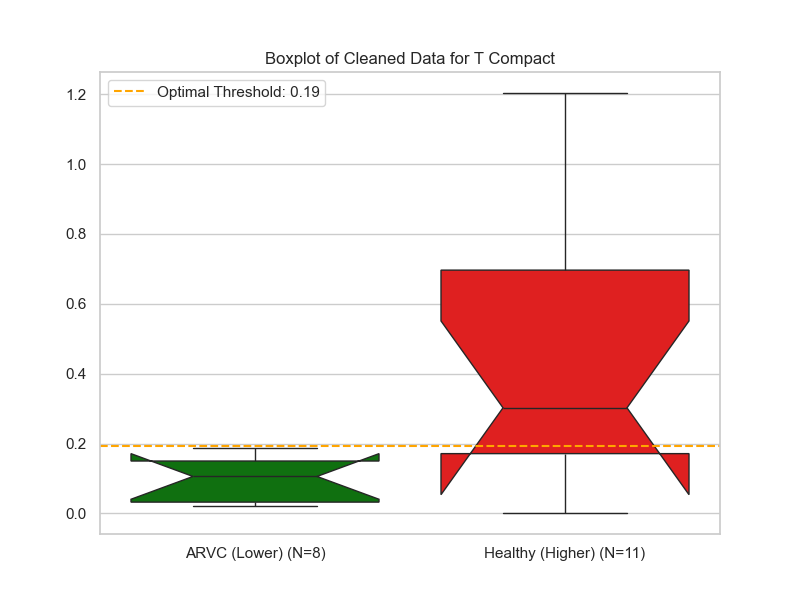 Boxplot of Cleaned Data for T Compact
Optimal Threshold: 0.19
1.2
1.0
0.8
0.6
0.4
0.2
0.0
ARVC (Lower) (N=8)
Healthy (Higher) (N=11)